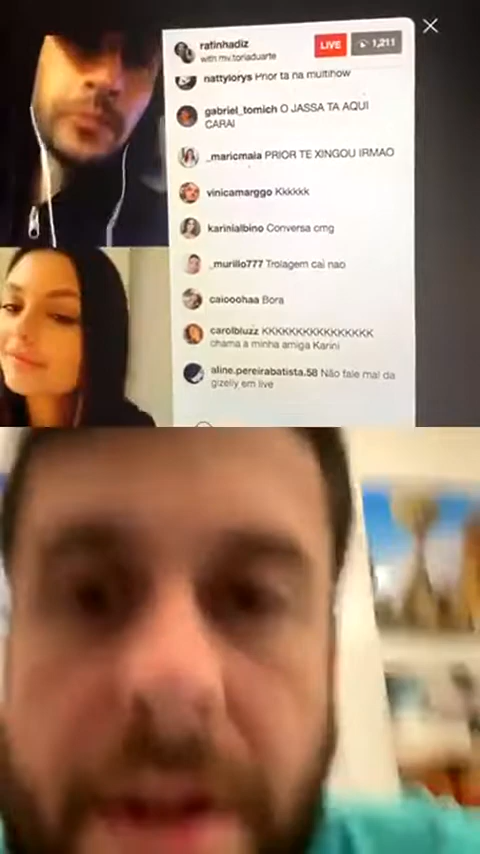 ratinhadiz
with mv.toriaduarte
LIVE
1,211
nattylorys Prior ta na multihow
gabriel_tomich O JASSA TA AQUI
CARAI
_maricmaia PRIOR TE XINGOU IRMAO
vinicamarggo Kkkkkk
karinialbino Conversa cmg
_murillo777 Trolagem cai nao
caiooohaa Bora
carolbluzz KKKKKKKKKKKKKKKKK
chama a minha amiga Karini
aline.pereirabatista.58 Não fale mal da
gizelly em live